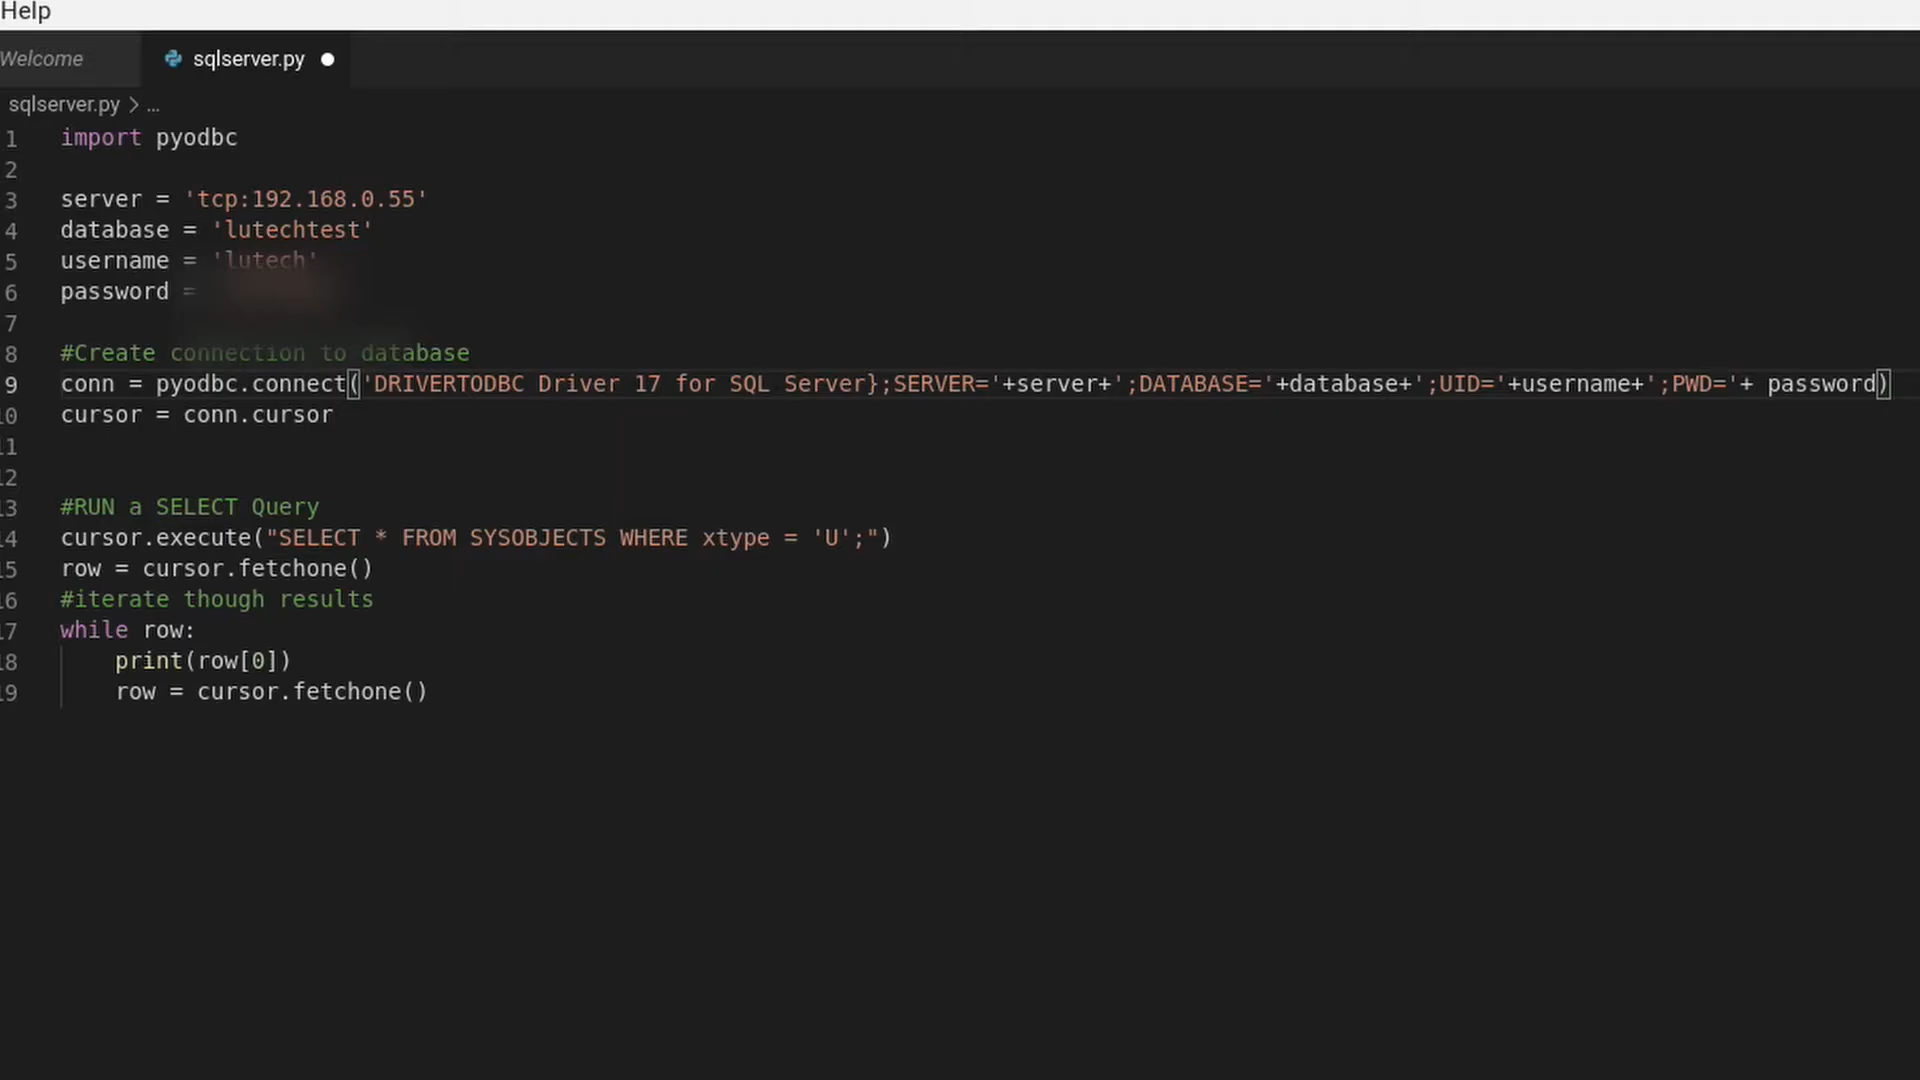 Help
Welcome sqlserver.py
sqlserver.py > ...
1 import pyodbc
2
3 server = 'tcp:192.168.0.55'
4 database = 'lutechtest'
5 username = 'lutech'
6 password =
7
8 #Create connection to database
9 conn = pyodbc.connect('DRIVERTODBC Driver 17 for SQL Server};SERVER='+server+';DATABASE='+database+';UID='+username+';PWD='+ password)
10 cursor = conn.cursor
11
12
13 #RUN a SELECT Query
14 cursor.execute("SELECT * FROM SYSOBJECTS WHERE xtype = 'U';")
15 row = cursor.fetchone()
16 #iterate though results
17 while row:
18     print(row[0])
19     row = cursor.fetchone()